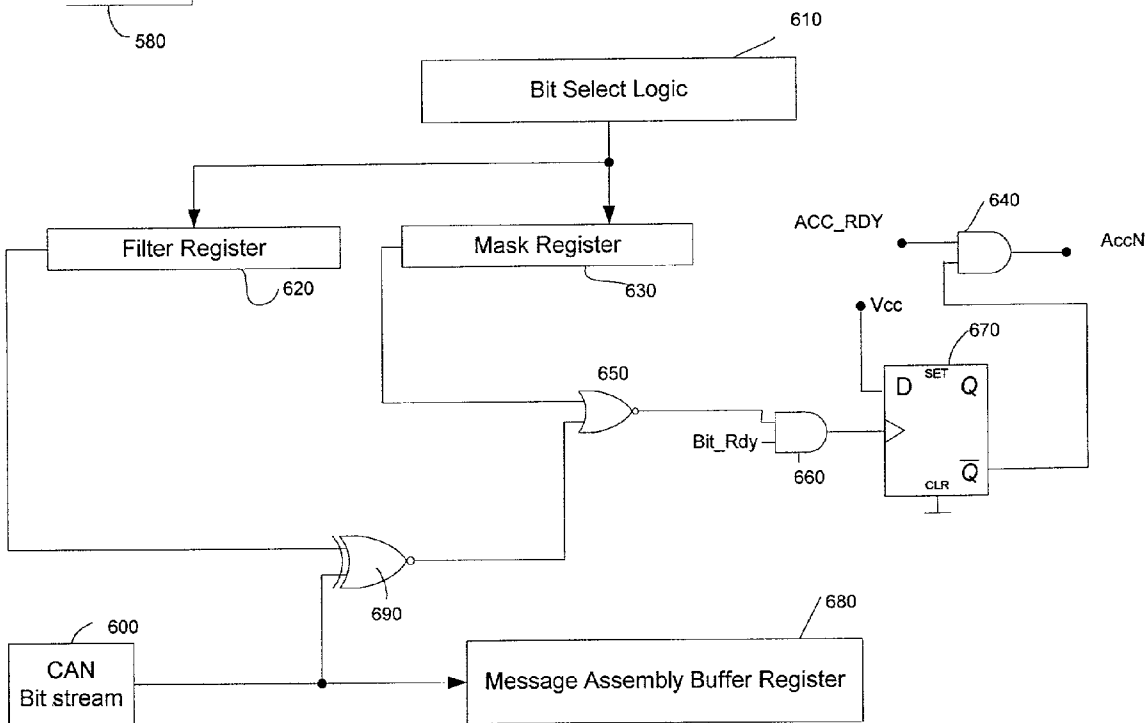 580
610
Bit Select Logic
640
ACC_RDY
AccN
Filter Register
Mask Register
620
630
Vcc
670
SET
D
Q
650
Bit_Rdy
660
Q
CLR
690
680
600
CAN
Bit stream
Message Assembly Buffer Register